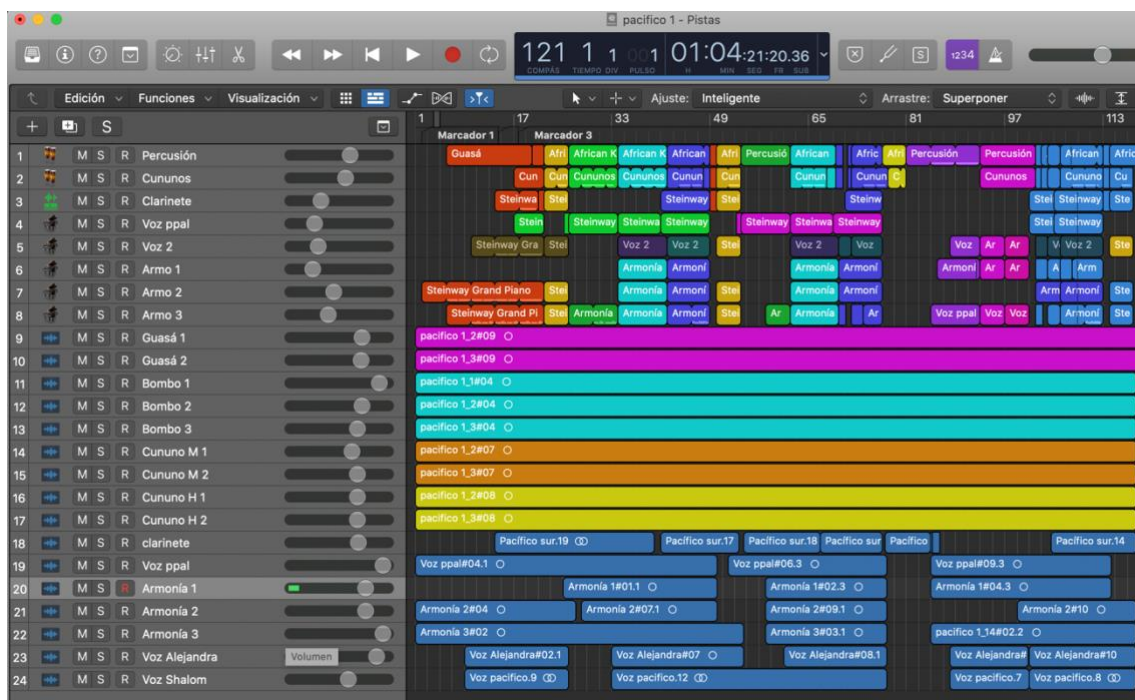 pacifico 1 - Pistas
121 1 1 001 01:04:21:20.36
COMPÁS TIEMPO DIV PULSO H MIN SEG FR SUB
S 1234
Edición Funciones Visualización Ajuste: Inteligente Arrastre: Superponer
S
1 17 33 49 65 81 97 113
Marcador 1 Marcador 3
1 M S R Percusión Guasá Afri African K African K African Afri Percusió African Afric Afri Percusión Percusión African Afric
2 M S R Cununos Cun Cun Cununos Cununos Cunun Cun Cunun Cunun C Cununos Cununo Cu
3 M S R Clarinete Steinwa Stei Steinway Stei Steinw Stei Steinway Ste
4 M S R Voz ppal Stein Steinway Steinwa Steinway Steinway Steinwa Steinway Stei Steinway
5 M S R Voz 2 Steinway Gra Stei Voz 2 Voz 2 Stei Voz 2 Voz Voz Ar Ar V Voz 2 Ste
6 M S R Armo 1 Armonía Armoní Armonía Armoní Armoní Ar Ar A Arm
7 M S R Armo 2 Steinway Grand Piano Stei Armonía Armoní Stei Armonía Armoní Arm Armoní Ste
8 M S R Armo 3 Steinway Grand Pi Stei Armonía Armonía Armoní Stei Ar Armonía Ar Voz ppal Voz Voz Armoní Ste
9 M S R Guasá 1 pacifico 1_2#09
10 M S R Guasá 2 pacifico 1_3#09
11 M S R Bombo 1 pacifico 1_1#04
12 M S R Bombo 2 pacifico 1_2#04
13 M S R Bombo 3 pacifico 1_3#04
14 M S R Cununo M 1 pacifico 1_2#07
15 M S R Cununo M 2 pacifico 1_3#07
16 M S R Cununo H 1 pacifico 1_2#08
17 M S R Cununo H 2 pacifico 1_3#08
18 M S R clarinete Pacífico sur.19 Pacífico sur.17 Pacífico sur.18 Pacífico sur Pacífico Pacífico sur.14
19 M S R Voz ppal Voz ppal#04.1 Voz ppal#06.3 Voz ppal#09.3
20 M S R Armonía 1 Armonía 1#01.1 Armonía 1#02.3 Armonía 1#04.3
21 M S R Armonía 2 Armonía 2#04 Armonía 2#07.1 Armonía 2#09.1 Armonía 2#10
22 M S R Armonía 3 Armonía 3#02 Armonía 3#03.1 pacifico 1_14#02.2
23 M S R Voz Alejandra Volumen Voz Alejandra#02.1 Voz Alejandra#07 Voz Alejandra#08.1 Voz Alejandra# Voz Alejandra#10
24 M S R Voz Shalom Voz pacifico.9 Voz pacifico.12 Voz pacifico.7 Voz pacifico.8